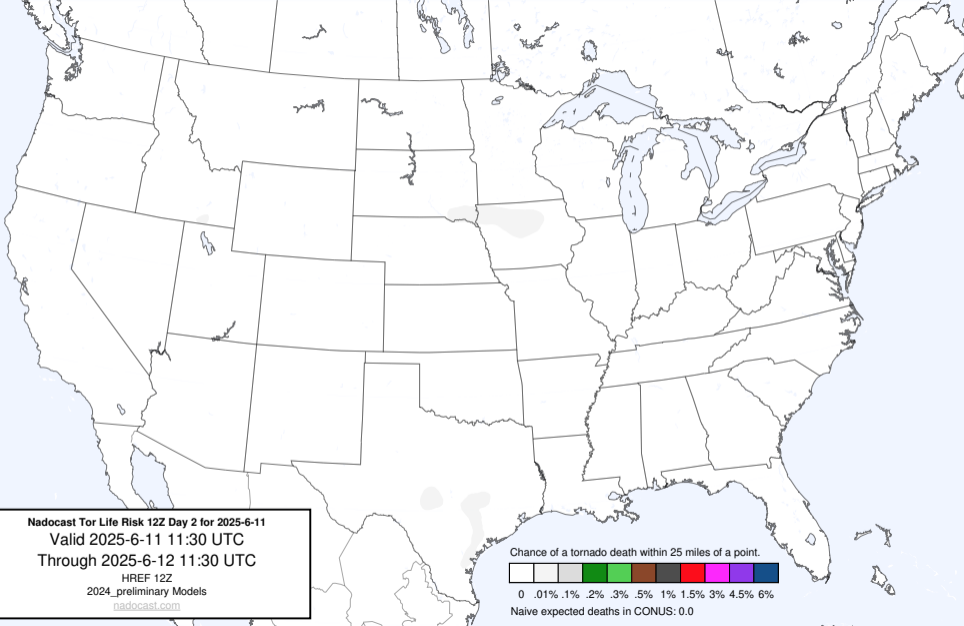 Nadocast Tor Life Risk 12Z Day 2 for 2025-6-11
Valid 2025-6-11 11:30 UTC
Through 2025-6-12 11:30 UTC
HREF 12Z
2024_preliminary Models
nadocast.com
Chance of a tornado death within 25 miles of a point.
0 .01% .1% .2% .3% .5% 1% 1.5% 3% 4.5% 6%
Naive expected deaths in CONUS: 0.0